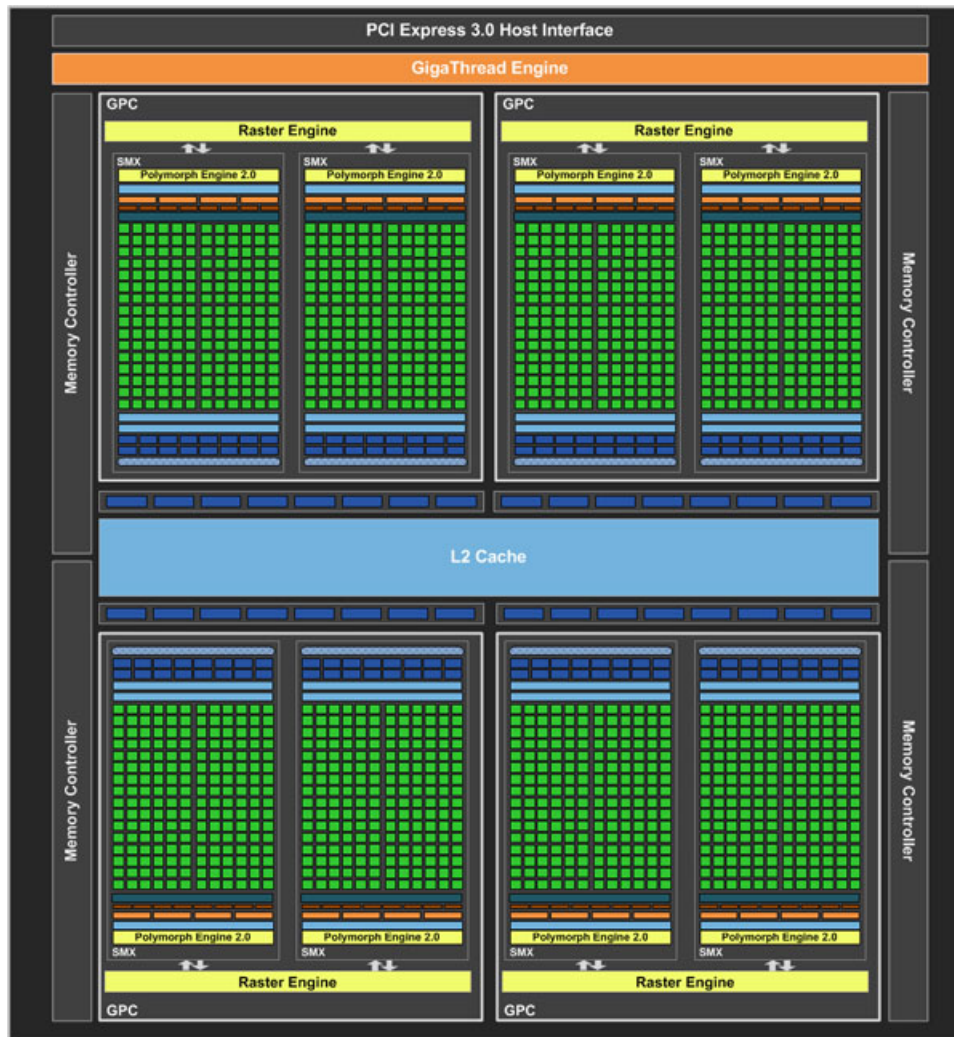 PCI Express 3.0 Host Interface
GigaThread Engine
GPC
GPC
Raster Engine
Raster Engine
SMX
SMX
SMX
SMX
Polymorph Engine 2.0
Polymorph Engine 2.0
Polymorph Engine 2.0
Polymorph Engine 2.0
Memory Controller
Memory Controller
L2 Cache
Memory Controller
Memory Controller
Polymorph Engine 2.0
Polymorph Engine 2.0
Polymorph Engine 2.0
Polymorph Engine 2.0
SMX
SMX
SMX
SMX
Raster Engine
Raster Engine
GPC
GPC